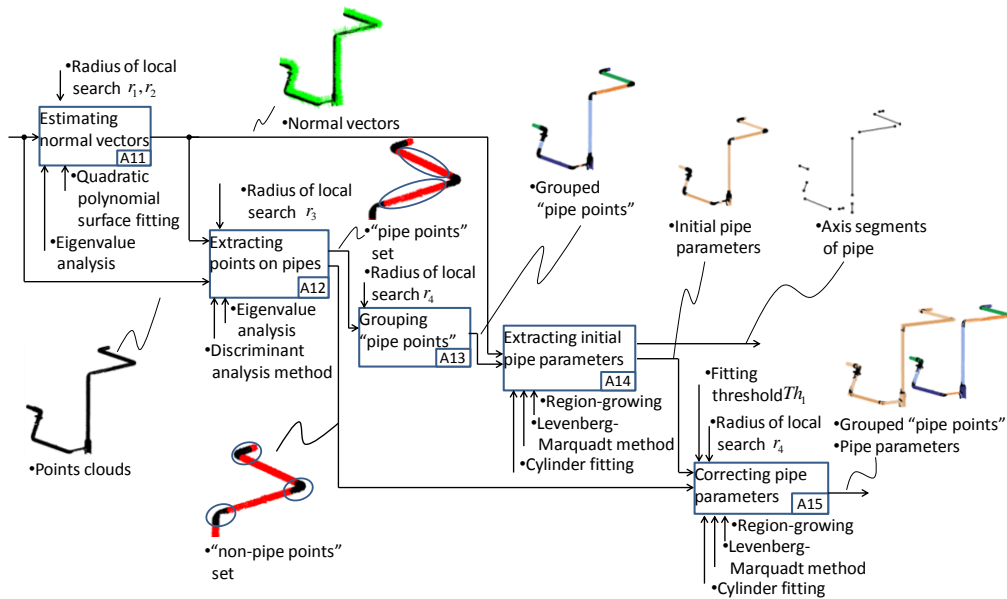 •Radius of local
search r₁,r₂
Estimating
normal vectors
A11
•Quadratic
polynomial
surface fitting
•Eigenvalue
analysis
•Normal vectors
•Radius of local
search r₃
Extracting
points on pipes
A12
•Eigenvalue
analysis
•Discriminant
analysis method
•Points clouds
•"pipe points"
set
•Radius of local
search r₄
Grouping
"pipe points"
A13
•"non-pipe points"
set
•Grouped
"pipe points"
Extracting initial
pipe parameters
A14
•Region-growing
•Levenberg-
Marquadt method
•Cylinder fitting
•Initial pipe
parameters
•Axis segments
of pipe
•Fitting
threshold Th₁
•Radius of local
search r₄
Correcting pipe
parameters
A15
•Region-growing
•Levenberg-
Marquadt method
•Cylinder fitting
•Grouped "pipe points"
•Pipe parameters